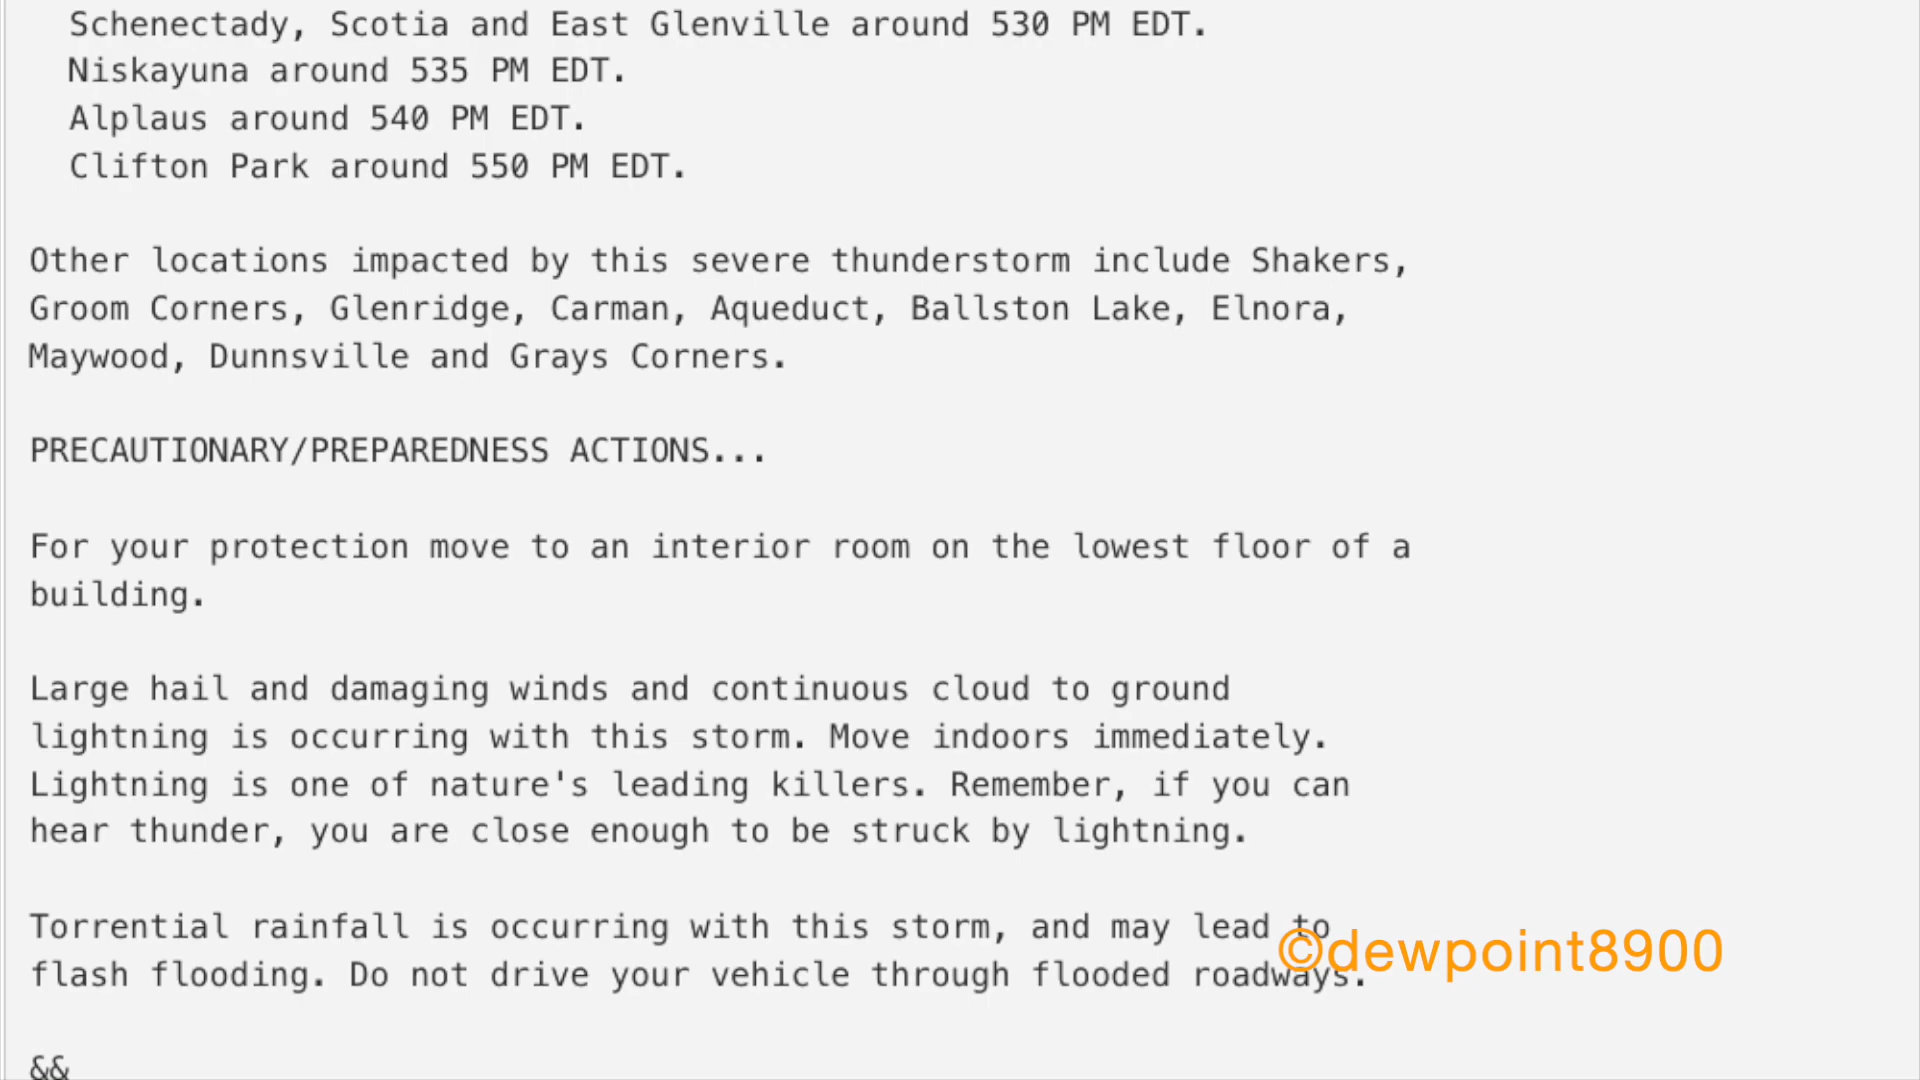 Schenectady, Scotia and East Glenville around 530 PM EDT.
Niskayuna around 535 PM EDT.
Alplaus around 540 PM EDT.
Clifton Park around 550 PM EDT.
Other locations impacted by this severe thunderstorm include Shakers,
Groom Corners, Glenridge, Carman, Aqueduct, Ballston Lake, Elnora,
Maywood, Dunnsville and Grays Corners.
PRECAUTIONARY/PREPAREDNESS ACTIONS...
For your protection move to an interior room on the lowest floor of a
building.
Large hail and damaging winds and continuous cloud to ground
lightning is occurring with this storm. Move indoors immediately.
Lightning is one of nature's leading killers. Remember, if you can
hear thunder, you are close enough to be struck by lightning.
Torrential rainfall is occurring with this storm, and may lead to
flash flooding. Do not drive your vehicle through flooded roadways.
©dewpoint8900
&&